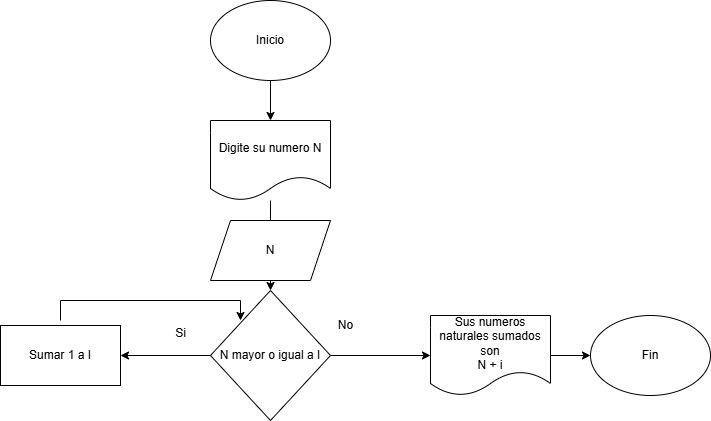 Inicio
Digite su numero N
N
Si
No
Sumar 1 a I
N mayor o igual a I
Sus numeros
naturales sumados
son
N + i
Fin